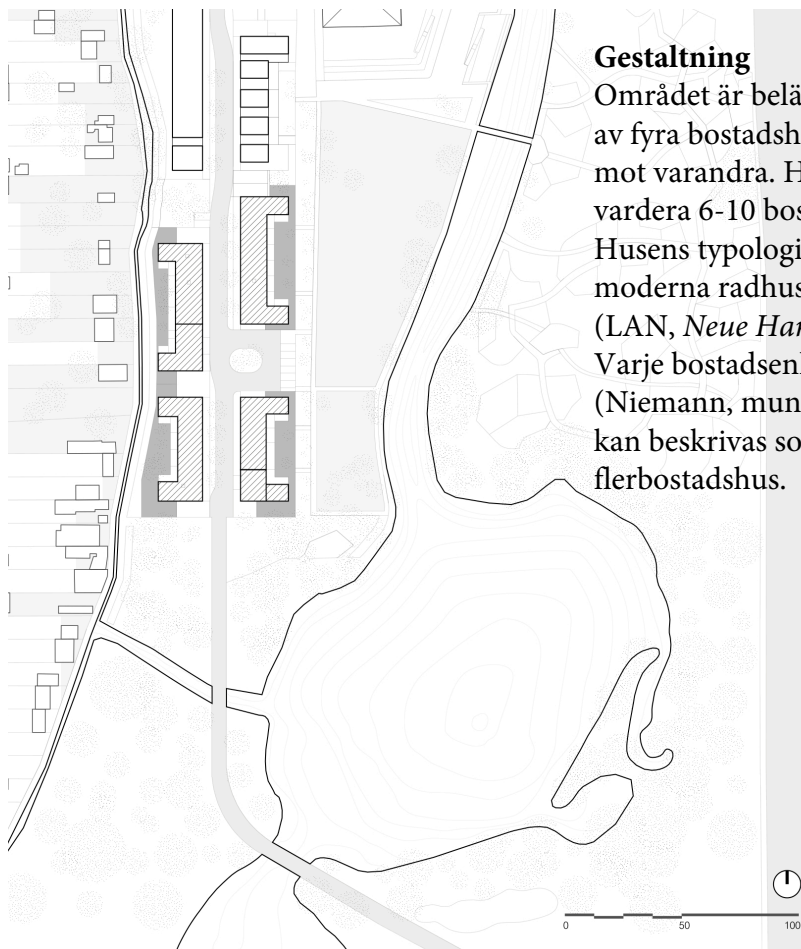 Gestaltning
Området är belä
av fyra bostadsh
mot varandra. H
vardera 6-10 bos
Husens typologi
moderna radhus
(LAN, Neue Har
Varje bostadsenl
(Niemann, mun
kan beskrivas so
flerbostadshus.
0 50 100